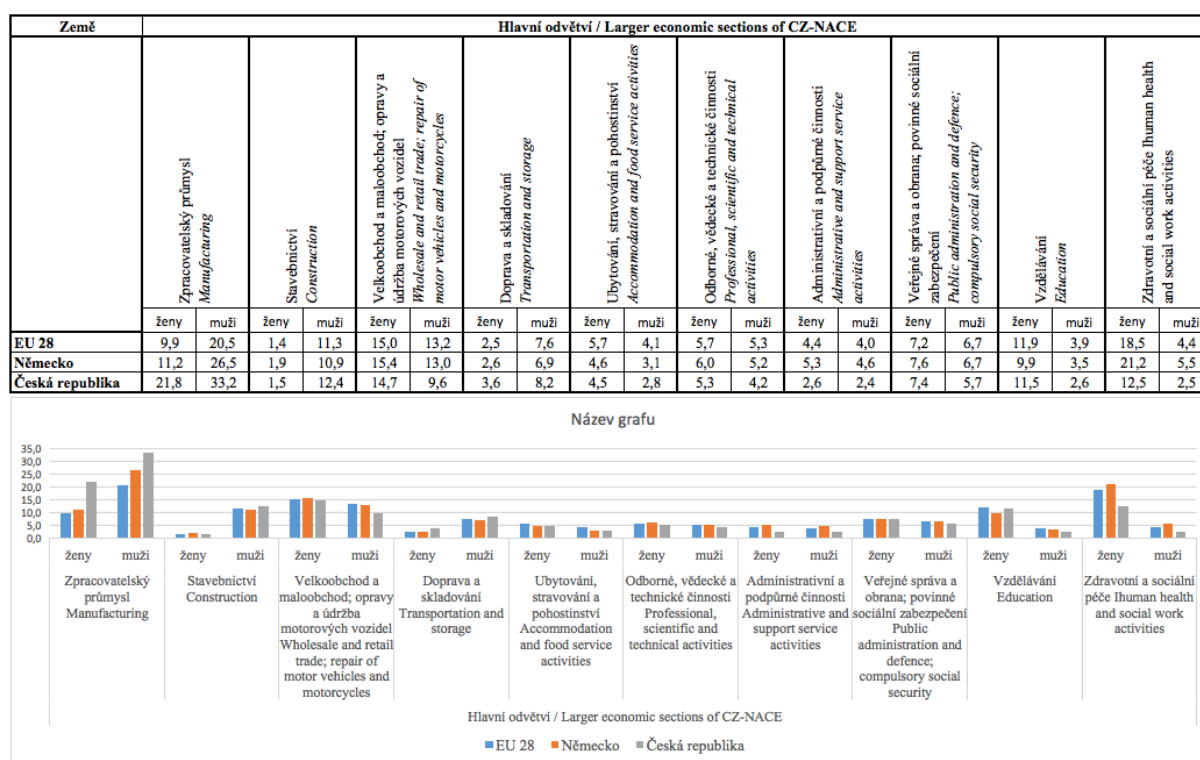 Země
Hlavní odvětví / Larger economic sections of CZ-NACE
Zpracovatelský průmysl
Manufacturing
Stavebnictví
Construction
Velkoobchod a maloobchod; opravy a
údržba motorových vozidel
Wholesale and retail trade; repair of
motor vehicles and motorcycles
Doprava a skladování
Transportation and storage
Ubytování, stravování a pohostinství
Accommodation and food service activities
Odborné, vědecké a technické činnosti
Professional, scientific and technical
activities
Administrativní a podpůrné činnosti
Administrative and support service
activities
Veřejné správa a obrana; povinné sociální
zabezpečení
Public administration and defence;
compulsory social security
Vzdělávání
Education
Zdravotní a sociální péče Ihuman health
and social work activities
ženy muži ženy muži ženy muži ženy muži ženy muži ženy muži ženy muži ženy muži ženy muži ženy muži
EU 28 9,9 20,5 1,4 11,3 15,0 13,2 2,5 7,6 5,7 4,1 5,7 5,3 4,4 4,0 7,2 6,7 11,9 3,9 18,5 4,4
Německo 11,2 26,5 1,9 10,9 15,4 13,0 2,6 6,9 4,6 3,1 6,0 5,2 5,3 4,6 7,6 6,7 9,9 3,5 21,2 5,5
Česká republika 21,8 33,2 1,5 12,4 14,7 9,6 3,6 8,2 4,5 2,8 5,3 4,2 2,6 2,4 7,4 5,7 11,5 2,6 12,5 2,5
Název grafu
35,0
30,0
25,0
20,0
15,0
10,0
5,0
0,0
ženy muži ženy muži ženy muži ženy muži ženy muži ženy muži ženy muži ženy muži ženy muži ženy muži
Zpracovatelský
průmysl
Manufacturing
Stavebnictví
Construction
Velkoobchod a
maloobchod; opravy
a údržba
motorových vozidel
Wholesale and retail
trade; repair of
motor vehicles and
motorcycles
Doprava a
skladování
Transportation and
storage
Ubytování,
stravování a
pohostinství
Accommodation
and food service
activities
Odborné, vědecké a
technické činnosti
Professional,
scientific and
technical activities
Administrativní a
podpůrné činnosti
Administrative and
support service
activities
Veřejné správa a
obrana; povinné
sociální zabezpečení
Public
administration and
defence;
compulsory social
security
Vzdělávání
Education
Zdravotní a sociální
péče Ihuman health
and social work
activities
Hlavní odvětví / Larger economic sections of CZ-NACE
EU 28 Německo Česká republika